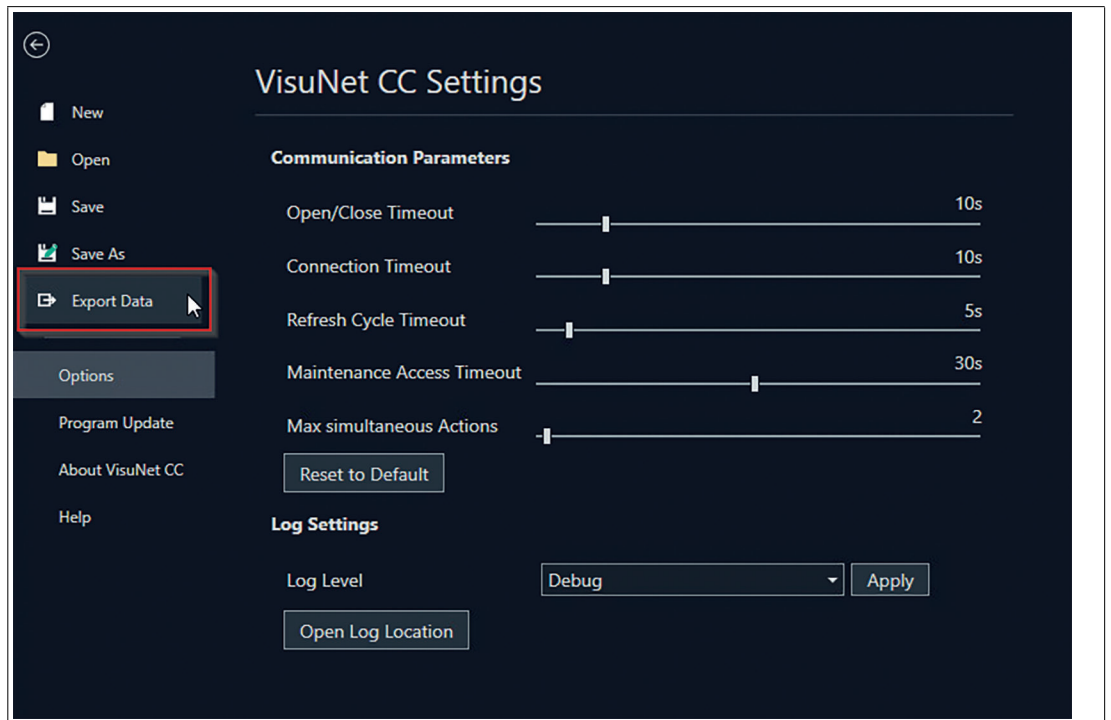 VisuNet CC Settings
New
Open
Save
Save As
Export Data
Options
Program Update
About VisuNet CC
Help
Communication Parameters
Open/Close Timeout 10s
Connection Timeout 10s
Refresh Cycle Timeout 5s
Maintenance Access Timeout 30s
Max simultaneous Actions 2
Reset to Default
Log Settings
Log Level Debug Apply
Open Log Location